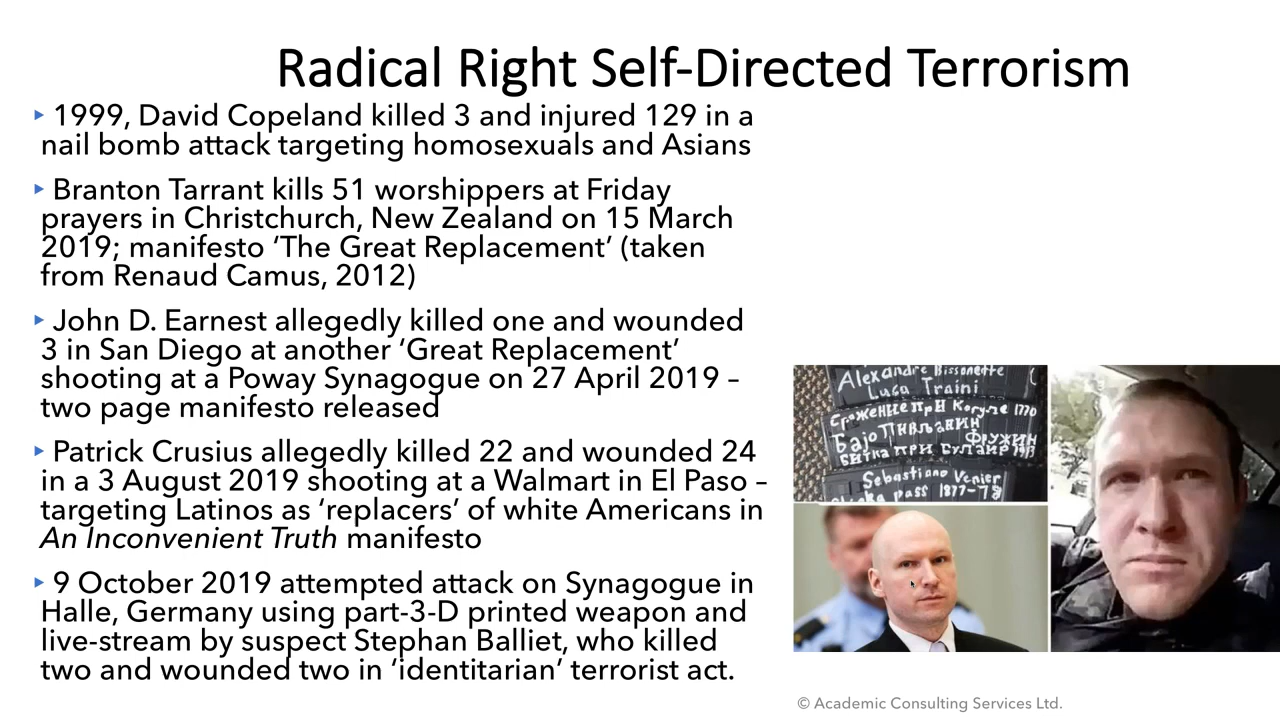 Radical Right Self-Directed Terrorism
▸ 1999, David Copeland killed 3 and injured 129 in a
nail bomb attack targeting homosexuals and Asians
▸ Branton Tarrant kills 51 worshippers at Friday
prayers in Christchurch, New Zealand on 15 March
2019; manifesto ‘The Great Replacement’ (taken
from Renaud Camus, 2012)
▸ John D. Earnest allegedly killed one and wounded
3 in San Diego at another ‘Great Replacement’
shooting at a Poway Synagogue on 27 April 2019 –
two page manifesto released
▸ Patrick Crusius allegedly killed 22 and wounded 24
in a 3 August 2019 shooting at a Walmart in El Paso –
targeting Latinos as ‘replacers’ of white Americans in
An Inconvenient Truth manifesto
▸ 9 October 2019 attempted attack on Synagogue in
Halle, Germany using part-3-D printed weapon and
live-stream by suspect Stephan Balliet, who killed
two and wounded two in ‘identitarian’ terrorist act.
Alexandre Bissonette
Luca Traini
1770
Бајо Пивљанин
Sebastiano Venier
pass 1877-78
© Academic Consulting Services Ltd.